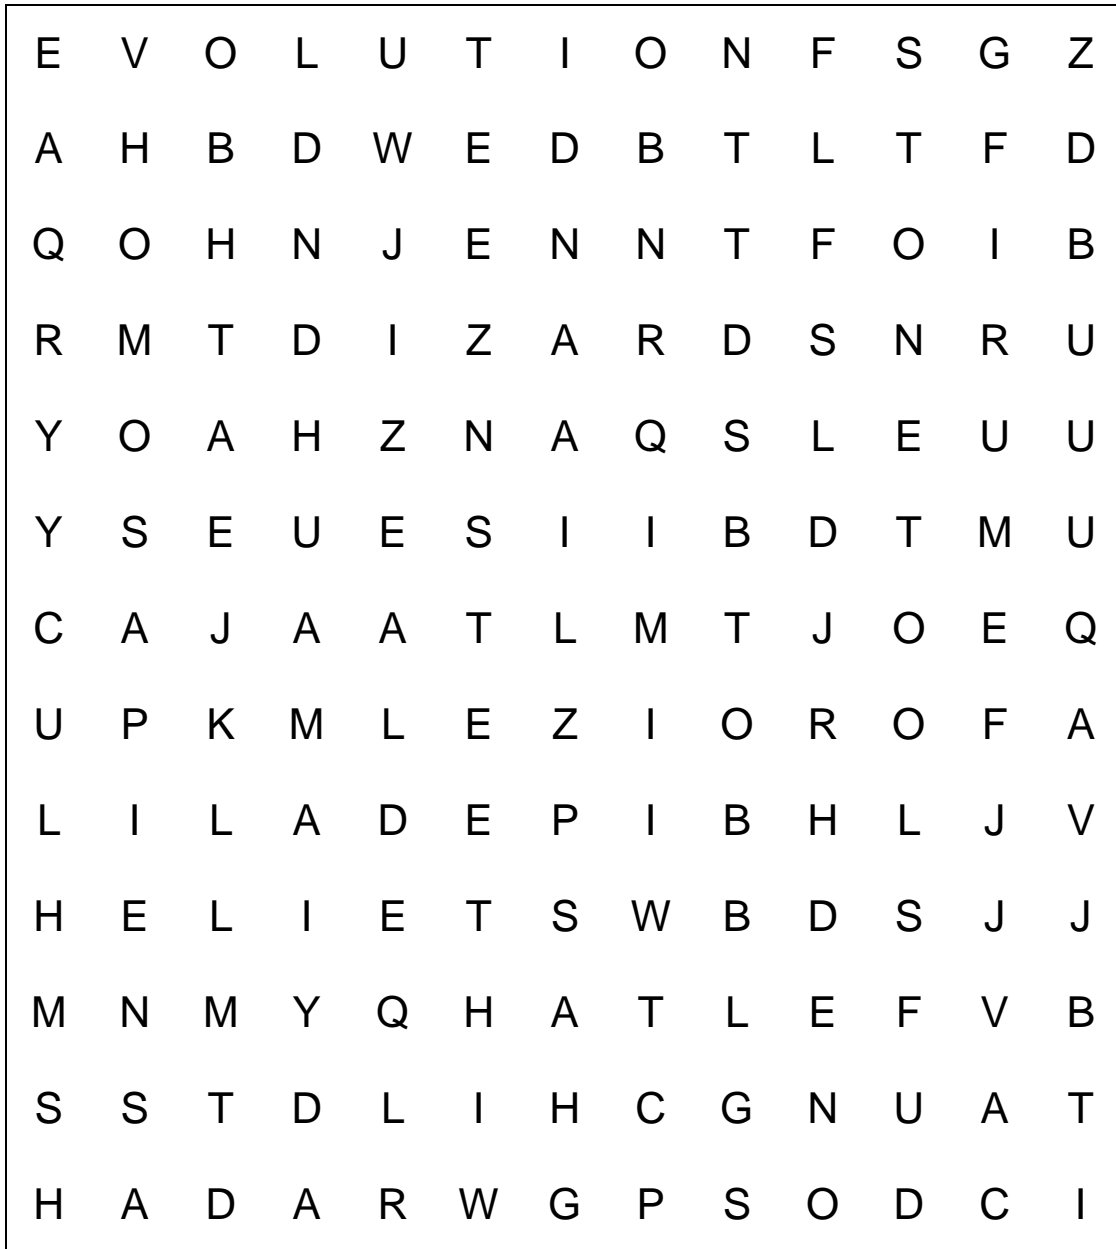 E V O L U T I O N F S G Z
A H B D W E D B T L T F D
Q O H N J E N N T F O I B
R M T D I Z A R D S N R U
Y O A H Z N A Q S L E U U
Y S E U E S I I B D T M U
C A J A A T L M T J O E Q
U P K M L E Z I O R O F A
L I L A D E P I B H L J V
H E L I E T S W B D S J J
M N M Y Q H A T L E F V B
S S T D L I H C G N U A T
H A D A R W G P S O D C I